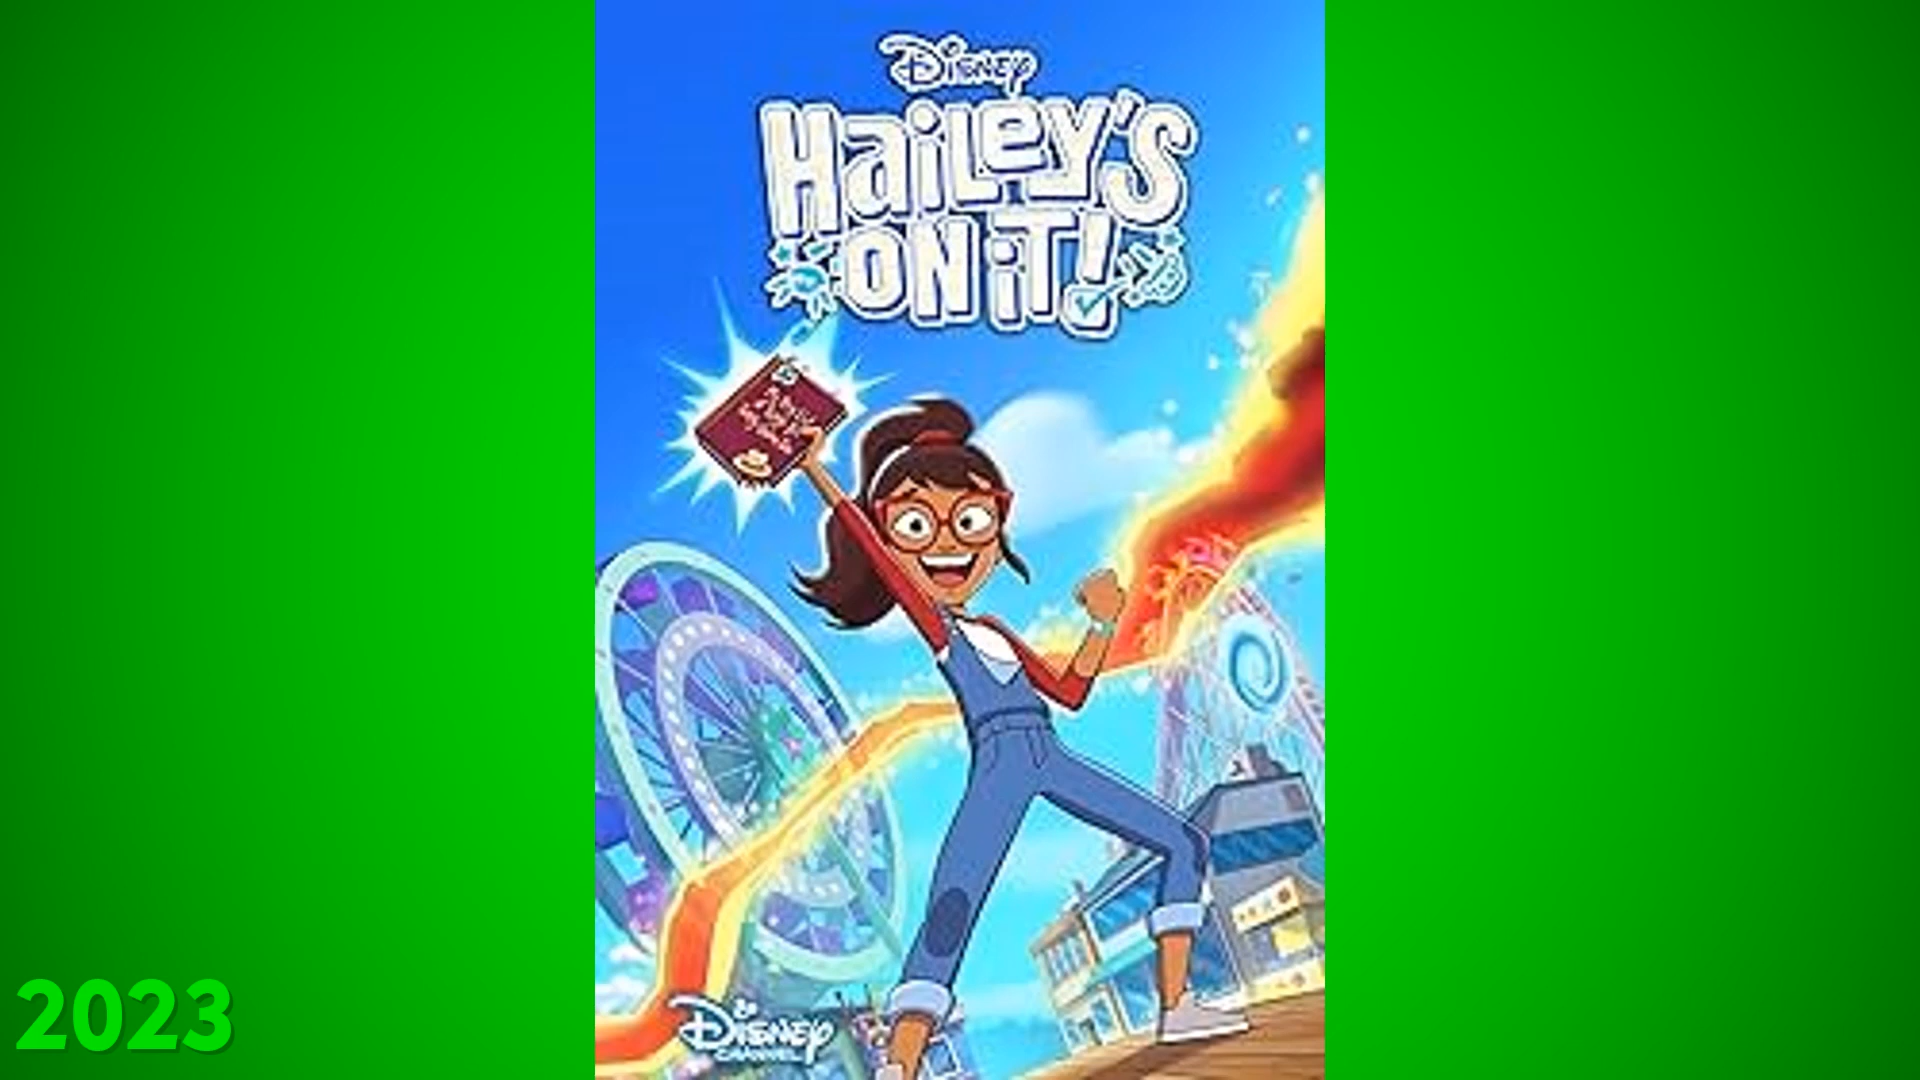 Disney
Hailey's
ON iT!
Disney
CHANNEL
2023